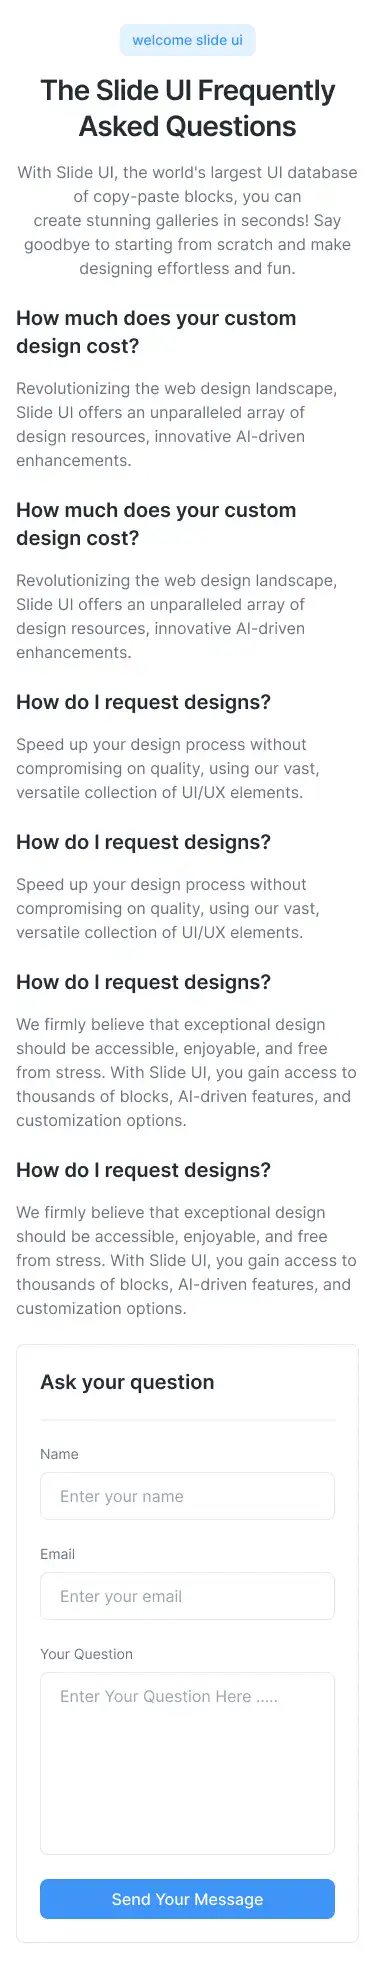 welcome slide ui
The Slide UI Frequently
Asked Questions
With Slide UI, the world's largest UI database
of copy-paste blocks, you can
create stunning galleries in seconds! Say
goodbye to starting from scratch and make
designing effortless and fun.
How much does your custom
design cost?
Revolutionizing the web design landscape,
Slide UI offers an unparalleled array of
design resources, innovative AI-driven
enhancements.
How much does your custom
design cost?
Revolutionizing the web design landscape,
Slide UI offers an unparalleled array of
design resources, innovative AI-driven
enhancements.
How do I request designs?
Speed up your design process without
compromising on quality, using our vast,
versatile collection of UI/UX elements.
How do I request designs?
Speed up your design process without
compromising on quality, using our vast,
versatile collection of UI/UX elements.
How do I request designs?
We firmly believe that exceptional design
should be accessible, enjoyable, and free
from stress. With Slide UI, you gain access to
thousands of blocks, AI-driven features, and
customization options.
How do I request designs?
We firmly believe that exceptional design
should be accessible, enjoyable, and free
from stress. With Slide UI, you gain access to
thousands of blocks, AI-driven features, and
customization options.
Ask your question
Name
Enter your name
Email
Enter your email
Your Question
Enter Your Question Here .....
Send Your Message